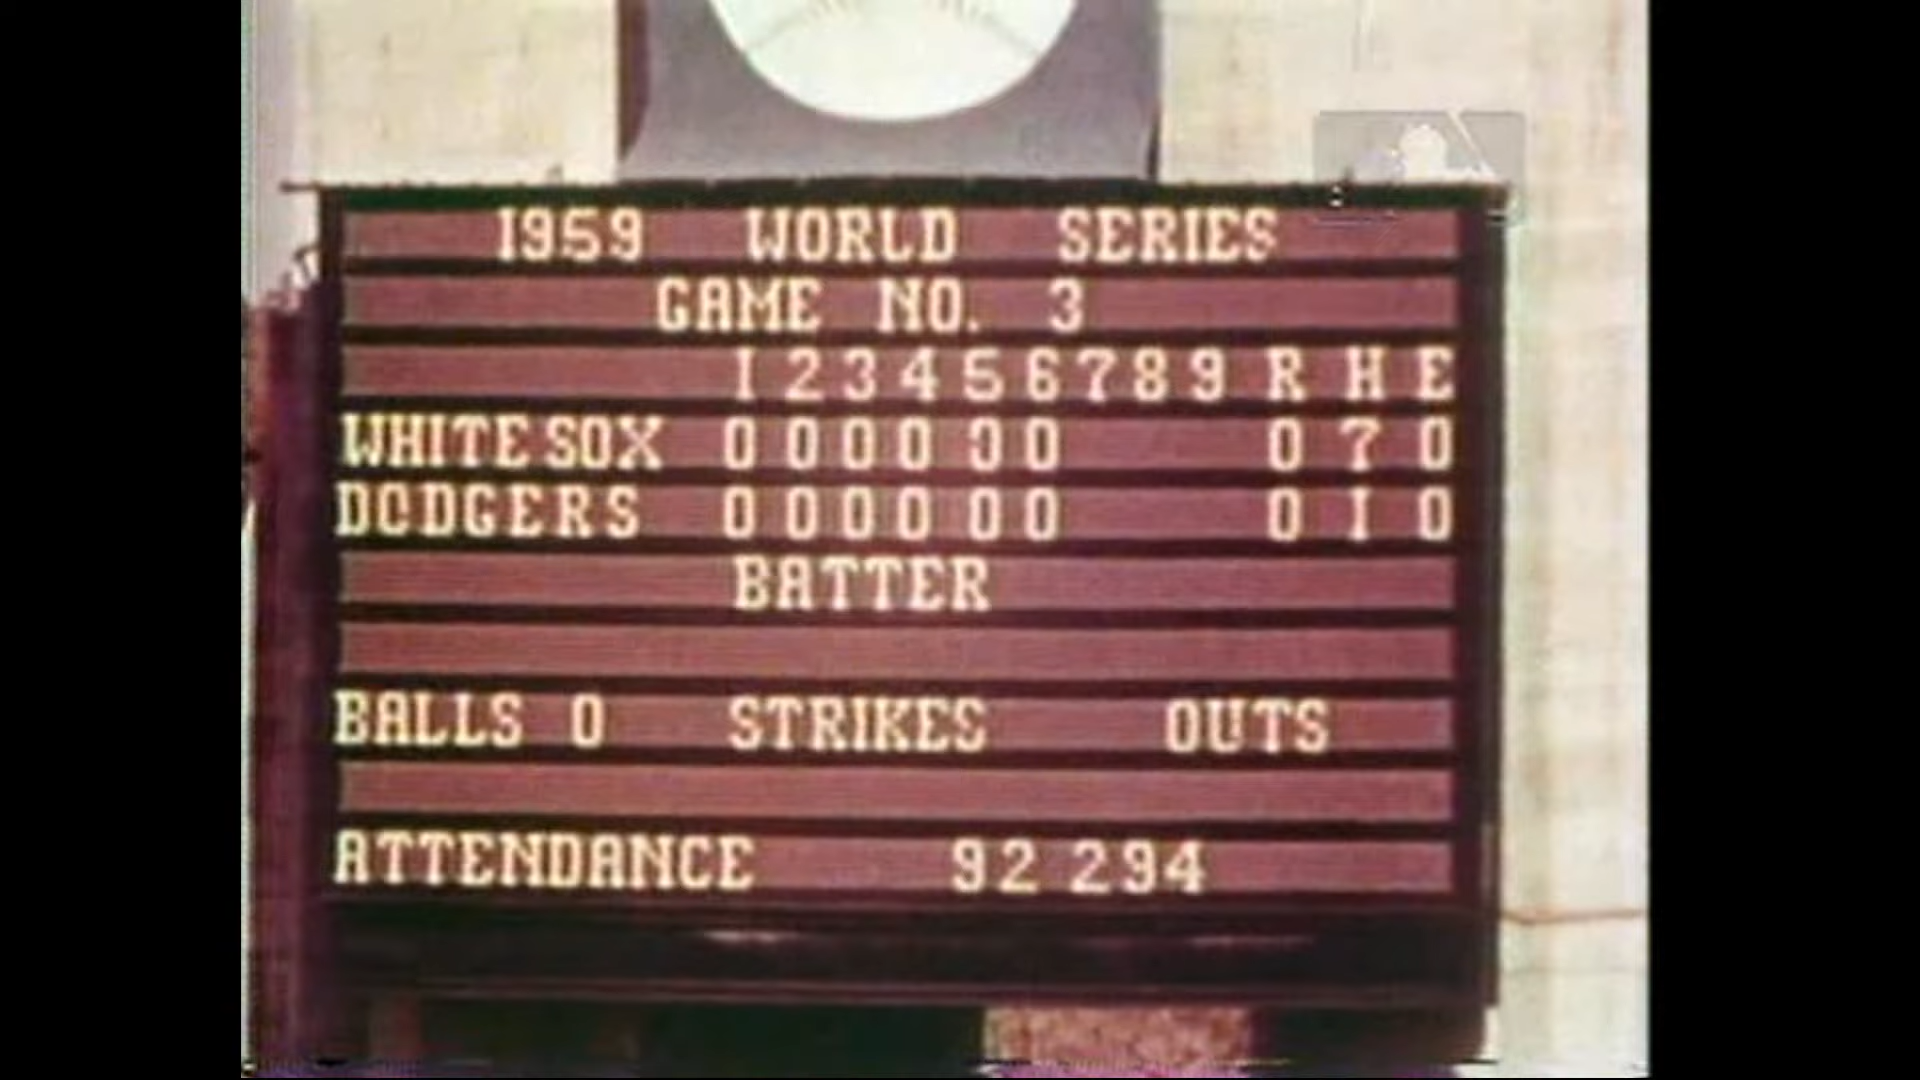 1959 WORLD SERIES
GAME NO. 3
1 2 3 4 5 6 7 8 9 R H E
WHITE SOX 0 0 0 0 0 0 0 7 0
DODGERS 0 0 0 0 0 0 0 1 0
BATTER
BALLS 0 STRIKES OUTS
ATTENDANCE 92 294